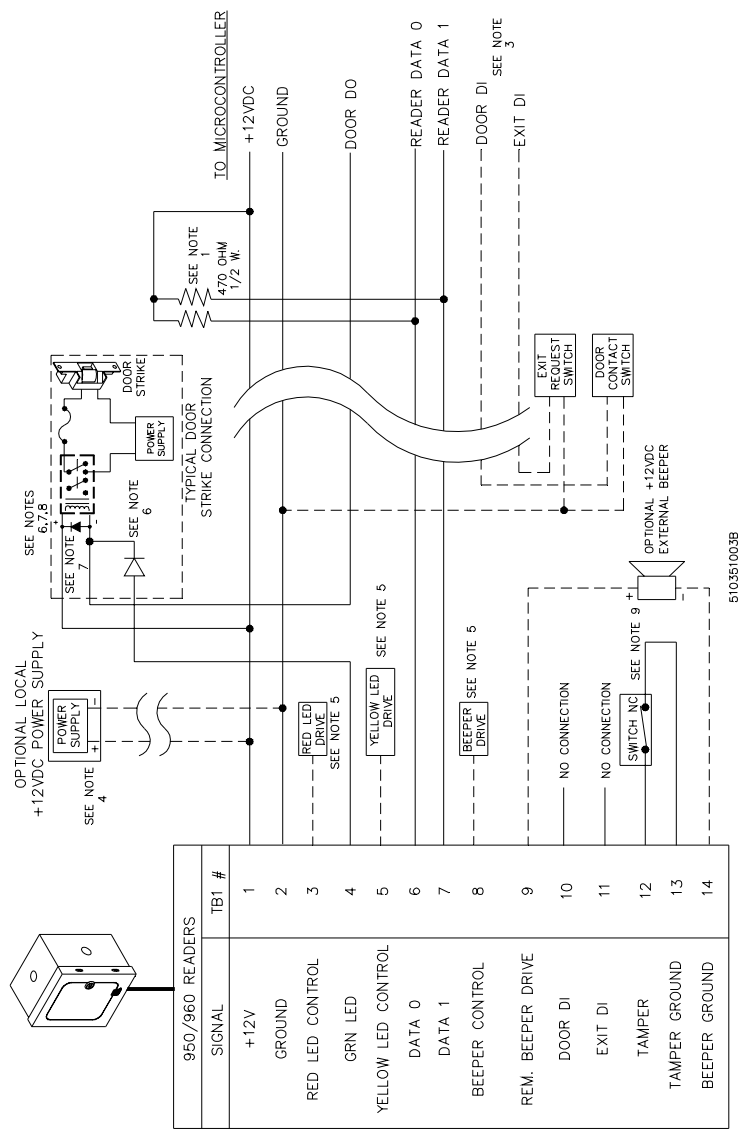 OPTIONAL LOCAL
+12VDC POWER SUPPLY
POWER
SUPPLY
+
-
SEE NOTE
4
SEE NOTES
6,7,8
+
-
SEE NOTE
7
DOOR
STRIKE
POWER
SUPPLY
TYPICAL DOOR
STRIKE CONNECTION
SEE NOTE
6
SEE NOTE
1
470 OHM
1/2 W.
TO MICROCONTROLLER
+12VDC
GROUND
DOOR DO
READER DATA 0
READER DATA 1
DOOR DI
SEE NOTE
3
EXIT DI
950/960 READERS
SIGNAL
TB1 #
+12V
1
GROUND
2
RED LED CONTROL
3
GRN LED
4
YELLOW LED CONTROL
5
DATA 0
6
DATA 1
7
BEEPER CONTROL
8
REM. BEEPER DRIVE
9
DOOR DI
10
EXIT DI
11
TAMPER
12
TAMPER GROUND
13
BEEPER GROUND
14
RED LED
DRIVE
SEE NOTE 5
YELLOW LED
DRIVE
SEE NOTE 5
BEEPER
DRIVE
SEE NOTE 5
NO CONNECTION
NO CONNECTION
SWITCH NC
SEE NOTE 9
+
-
OPTIONAL +12VDC
EXTERNAL BEEPER
EXIT
REQUEST
SWITCH
DOOR
CONTACT
SWITCH
510351003B